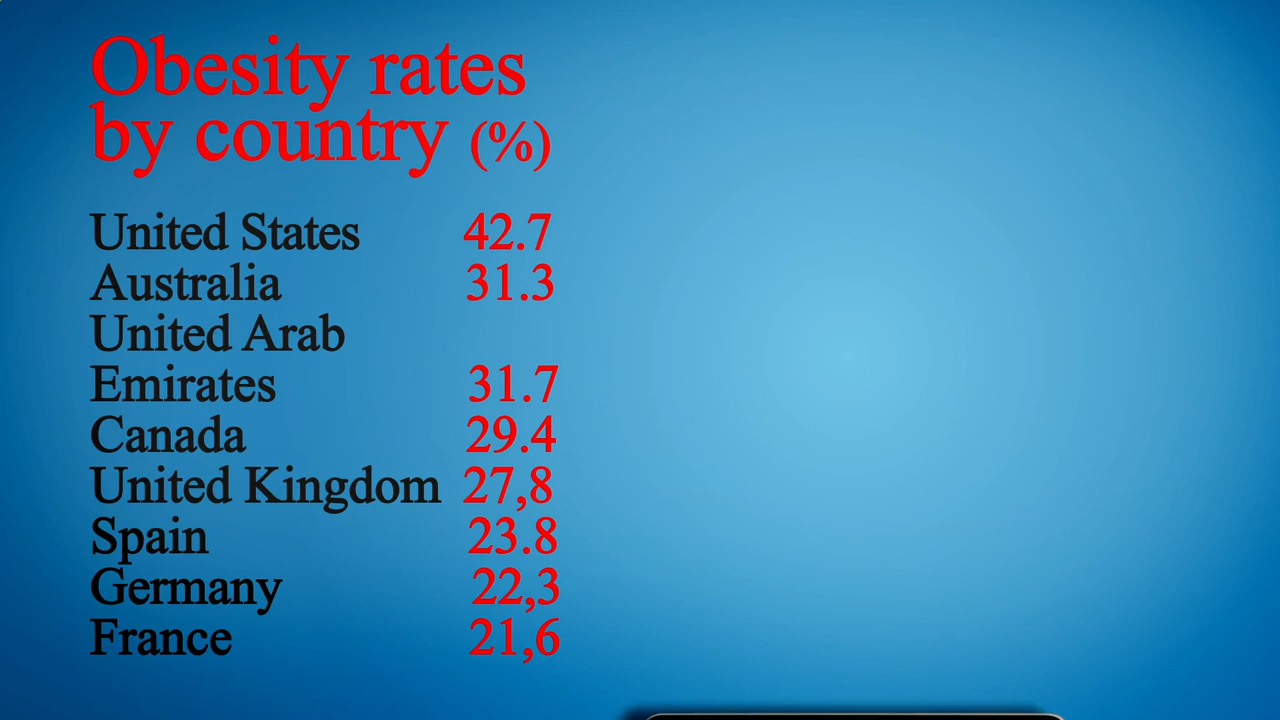 Obesity rates
by country (%)
United States 42.7
Australia 31.3
United Arab
Emirates 31.7
Canada 29.4
United Kingdom 27,8
Spain 23.8
Germany 22,3
France 21,6